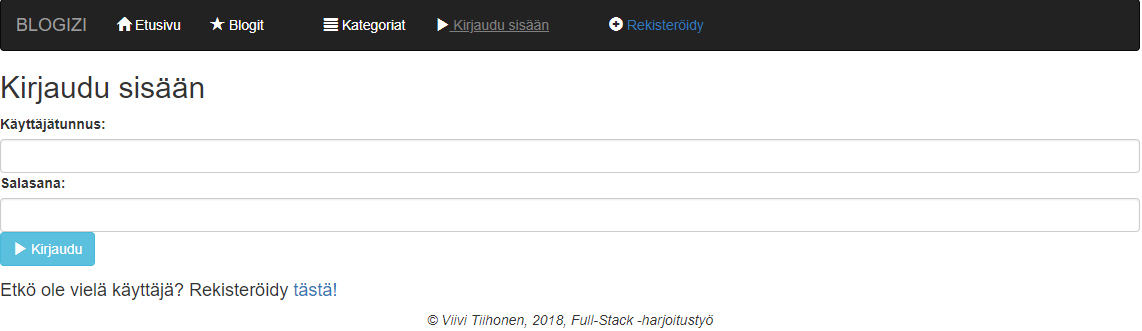 BLOGIZI Etusivu Blogit Kategoriat Kirjaudu sisään Rekisteröidy
Kirjaudu sisään
Käyttäjätunnus:
Salasana:
Kirjaudu
Etkö ole vielä käyttäjä? Rekisteröidy tästä!
© Viivi Tiihonen, 2018, Full-Stack -harjoitustyö